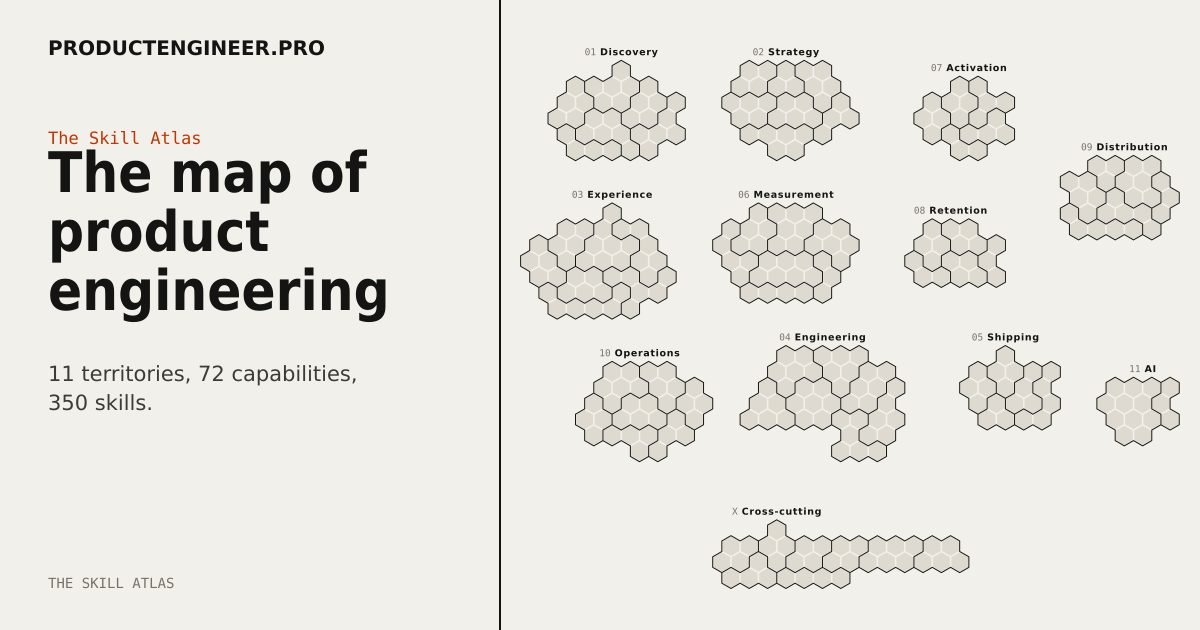 PRODUCTENGINEER.PRO
The Skill Atlas
The map of
product
engineering
11 territories, 72 capabilities,
350 skills.
THE SKILL ATLAS
01 Discovery
02 Strategy
07 Activation
09 Distribution
03 Experience
06 Measurement
08 Retention
10 Operations
04 Engineering
05 Shipping
11 AI
X Cross-cutting